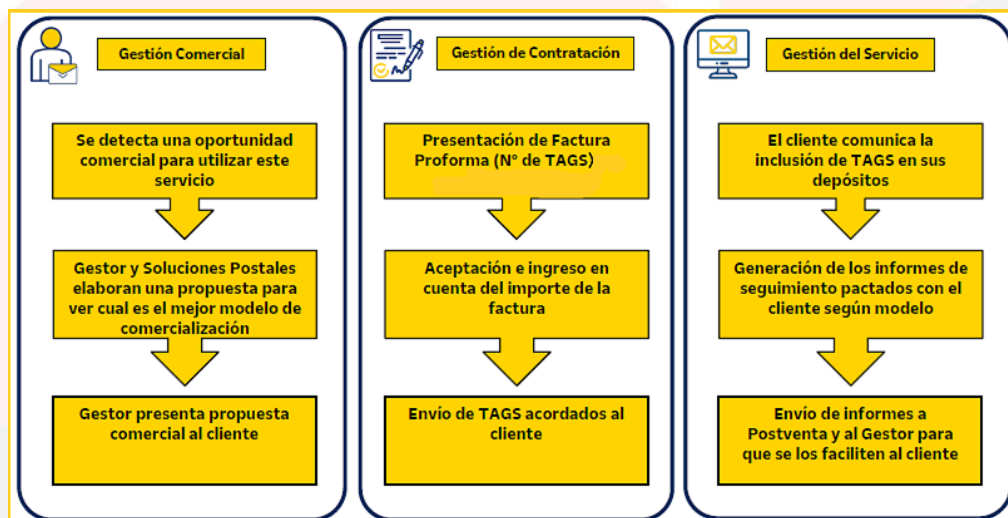 Gestión Comercial
Se detecta una oportunidad
comercial para utilizar este
servicio
Gestor y Soluciones Postales
elaboran una propuesta para
ver cual es el mejor modelo de
comercialización
Gestor presenta propuesta
comercial al cliente
Gestión de Contratación
Presentación de Factura
Proforma (Nº de TAGS)
Aceptación e ingreso en
cuenta del importe de la
factura
Envío de TAGS acordados al
cliente
Gestión del Servicio
El cliente comunica la
inclusión de TAGS en sus
depósitos
Generación de los informes de
seguimiento pactados con el
cliente según modelo
Envío de informes a
Postventa y al Gestor para
que se los faciliten al cliente